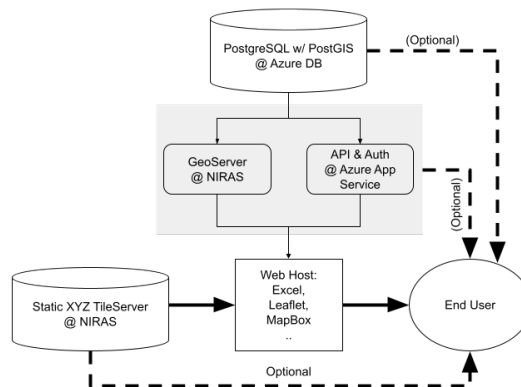 PostgreSQL w/ PostGIS
@ Azure DB
(Optional)
GeoServer
@ NIRAS
API & Auth
@ Azure App
Service
(Optional)
Static XYZ TileServer
@ NIRAS
Web Host:
Excel,
Leaflet,
MapBox
..
End User
Optional